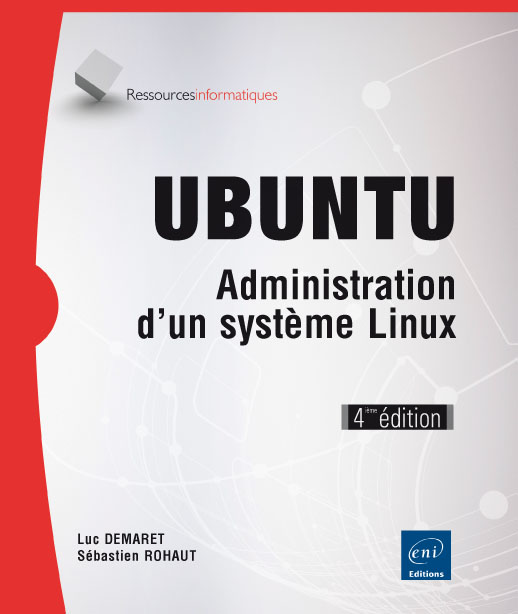 Ressourcesinformatiques
UBUNTU
Administration
d'un système Linux
4ième édition
Luc DEMARET
Sébastien ROHAUT
eni
Editions